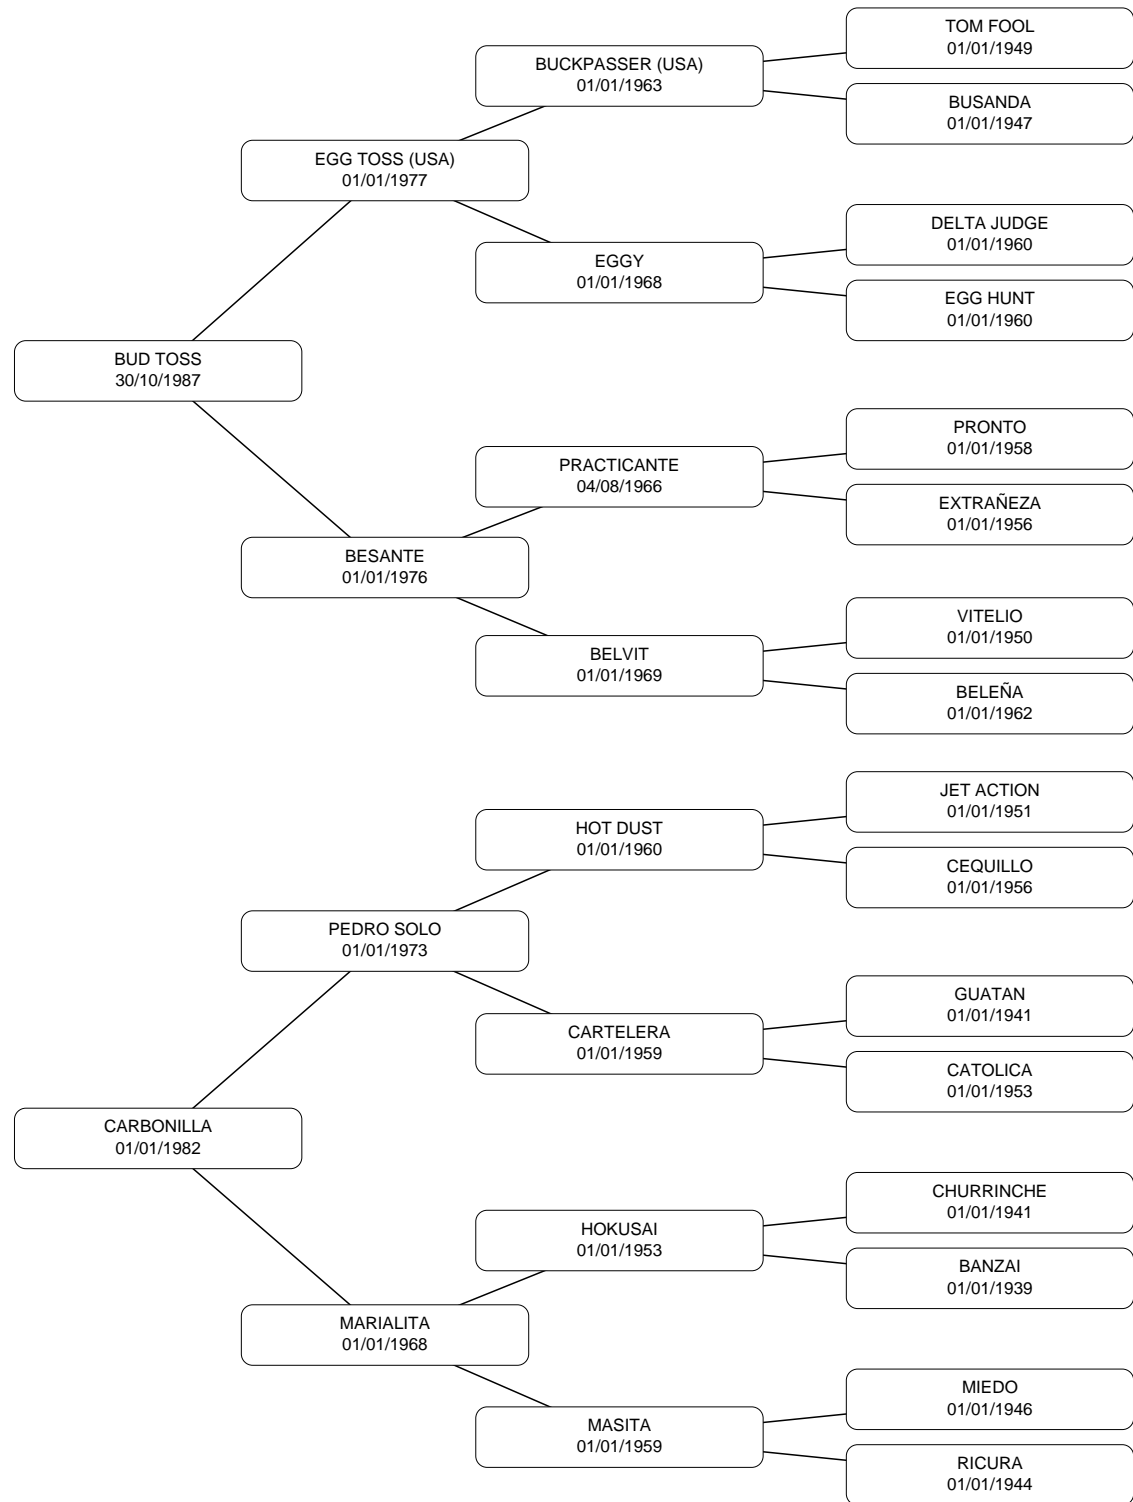 TOM FOOL
01/01/1949
BUCKPASSER (USA)
01/01/1963
BUSANDA
01/01/1947
EGG TOSS (USA)
01/01/1977
DELTA JUDGE
01/01/1960
EGGY
01/01/1968
EGG HUNT
01/01/1960
BUD TOSS
30/10/1987
PRONTO
01/01/1958
PRACTICANTE
04/08/1966
EXTRAÑEZA
01/01/1956
BESANTE
01/01/1976
VITELIO
01/01/1950
BELVIT
01/01/1969
BELEÑA
01/01/1962
JET ACTION
01/01/1951
HOT DUST
01/01/1960
CEQUILLO
01/01/1956
PEDRO SOLO
01/01/1973
GUATAN
01/01/1941
CARTELERA
01/01/1959
CATOLICA
01/01/1953
CARBONILLA
01/01/1982
CHURRINCHE
01/01/1941
HOKUSAI
01/01/1953
BANZAI
01/01/1939
MARIALITA
01/01/1968
MIEDO
01/01/1946
MASITA
01/01/1959
RICURA
01/01/1944